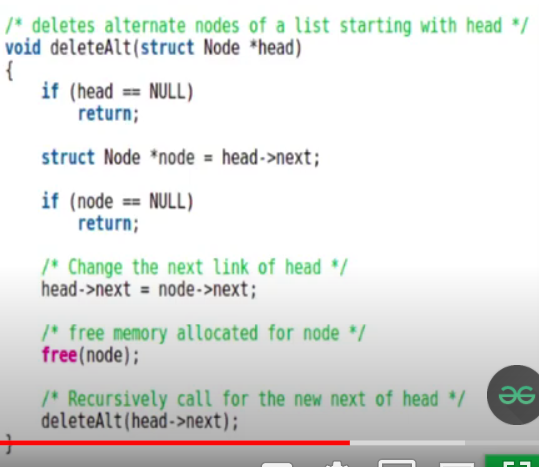 /* deletes alternate nodes of a list starting with head */
void deleteAlt(struct Node *head)
{
    if (head == NULL)
        return;

    struct Node *node = head->next;

    if (node == NULL)
        return;

    /* Change the next link of head */
    head->next = node->next;

    /* free memory allocated for node */
    free(node);

    /* Recursively call for the new next of head */
    deleteAlt(head->next);
}